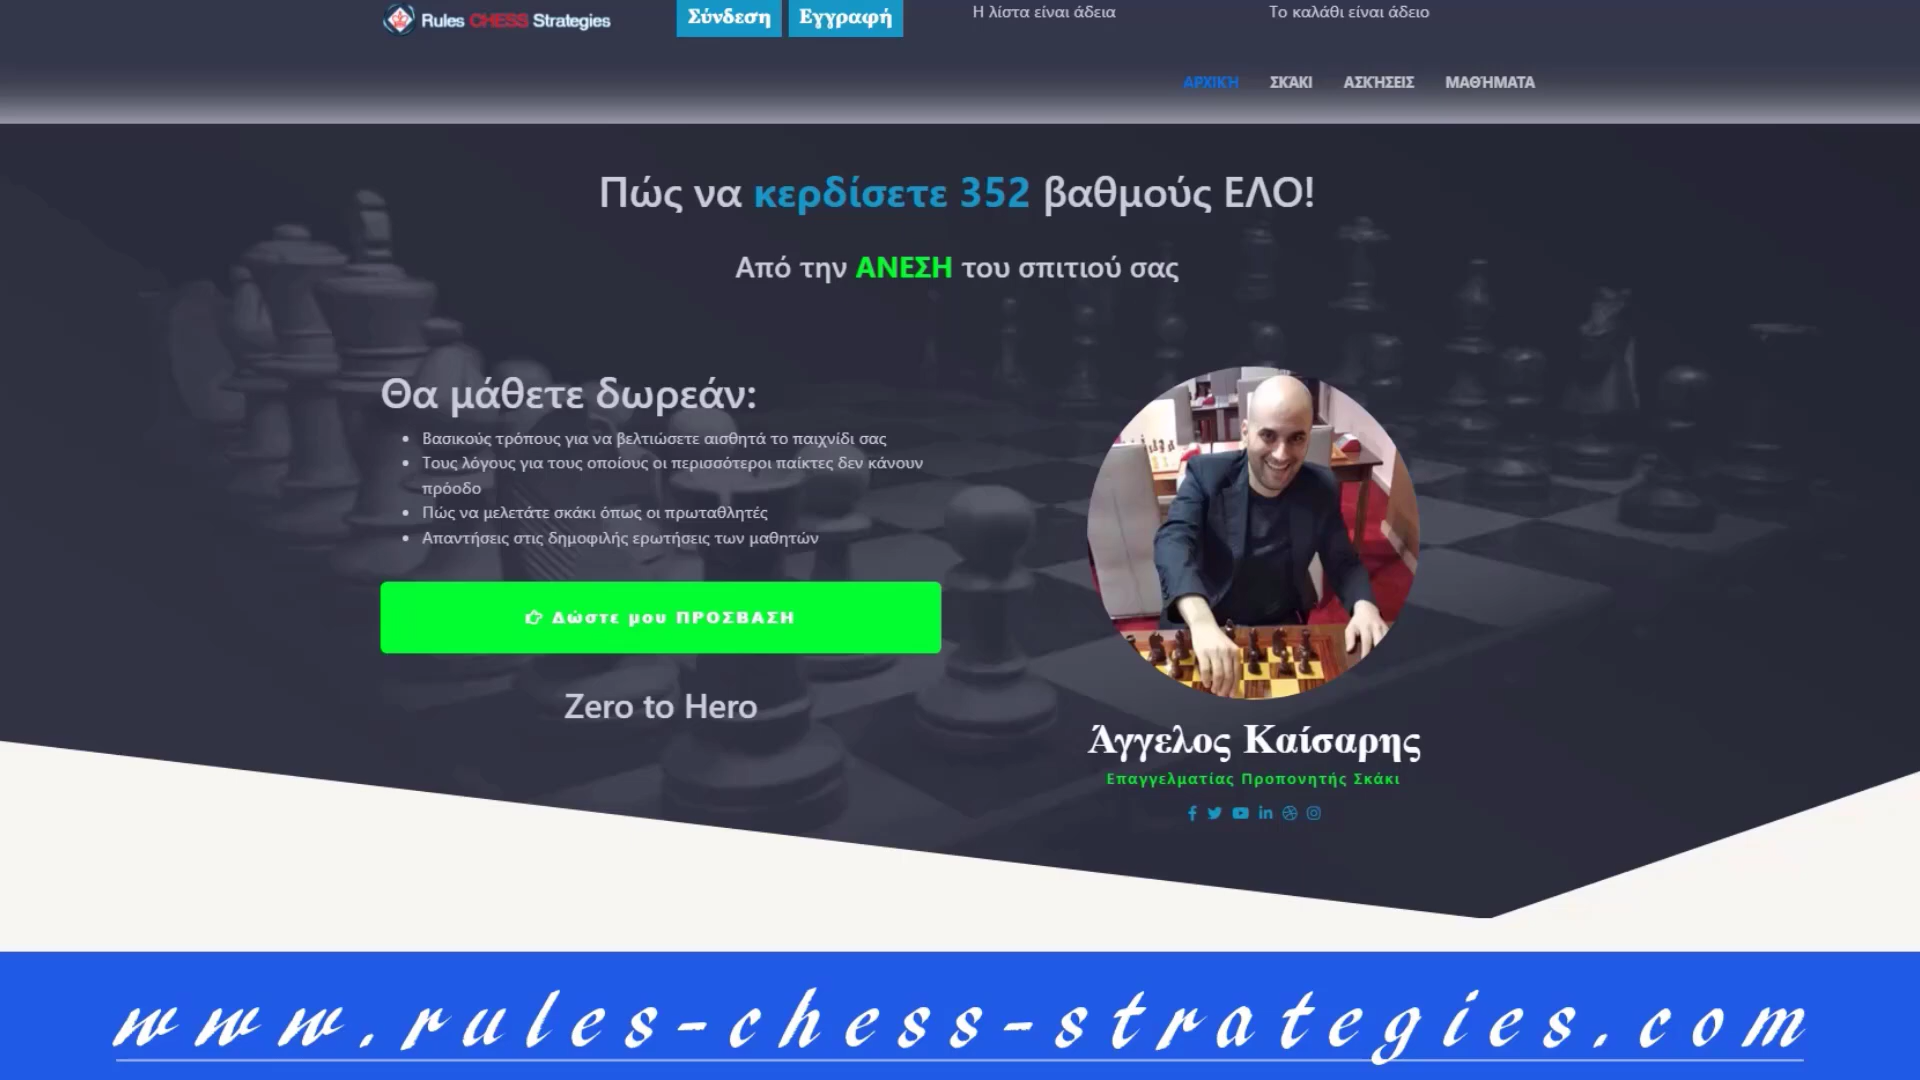 Rules CHESS Strategies
Σύνδεση
Εγγραφή
Η λίστα είναι άδεια
Το καλάθι είναι άδειο
ΑΡΧΙΚΉ
ΣΚΆΚΙ
ΑΣΚΉΣΕΙΣ
ΜΑΘΉΜΑΤΑ
Πώς να κερδίσετε 352 βαθμούς ΕΛΟ!
Από την ΑΝΕΣΗ του σπιτιού σας
Θα μάθετε δωρεάν:
Βασικούς τρόπους για να βελτιώσετε αισθητά το παιχνίδι σας
Τους λόγους για τους οποίους οι περισσότεροι παίκτες δεν κάνουν
πρόοδο
Πώς να μελετάτε σκάκι όπως οι πρωταθλητές
Απαντήσεις στις δημοφιλής ερωτήσεις των μαθητών
Δώστε μου ΠΡΟΣΒΑΣΗ
Zero to Hero
Άγγελος Καίσαρης
Επαγγελματίας Προπονητής Σκάκι
www.rules-chess-strategies.com